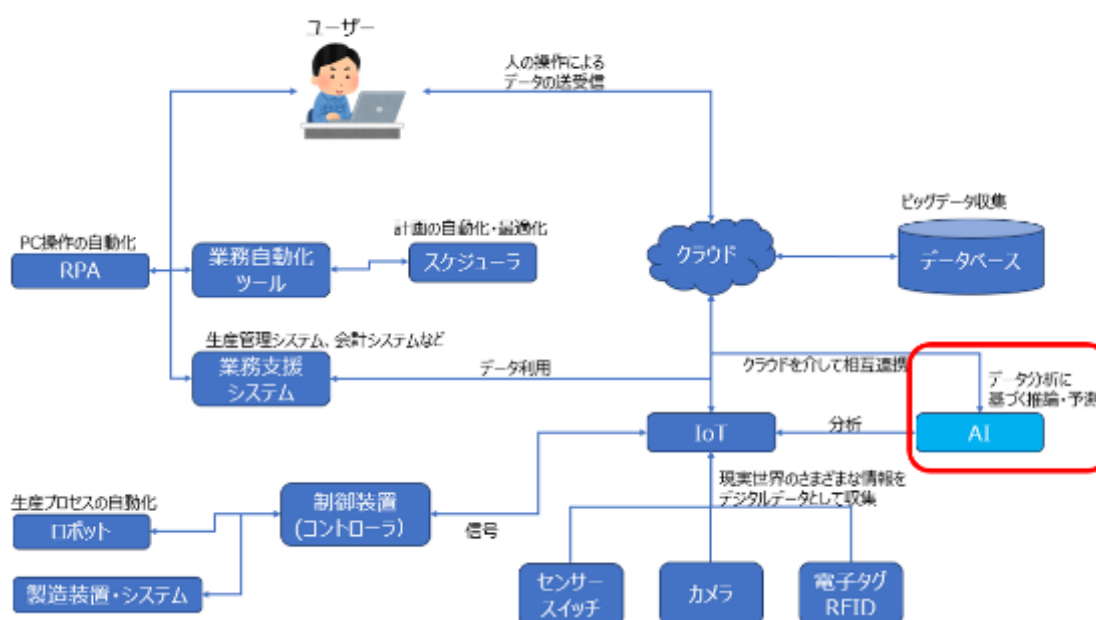 ユーザー
人の操作による
データの送受信
ビッグデータ収集
計画の自動化・最適化
PC操作の自動化
RPA
業務自動化
ツール
スケジューラ
クラウド
データベース
生産管理システム、会計システムなど
業務支援
システム
データ利用
クラウドを介して相互連携
データ分析に
基づく推論・予測
IoT
分析
AI
現実世界のさまざまな情報を
デジタルデータとして収集
生産プロセスの自動化
ロボット
制御装置
(コントローラ)
信号
製造装置・システム
センサー
スイッチ
カメラ
電子タグ
RFID